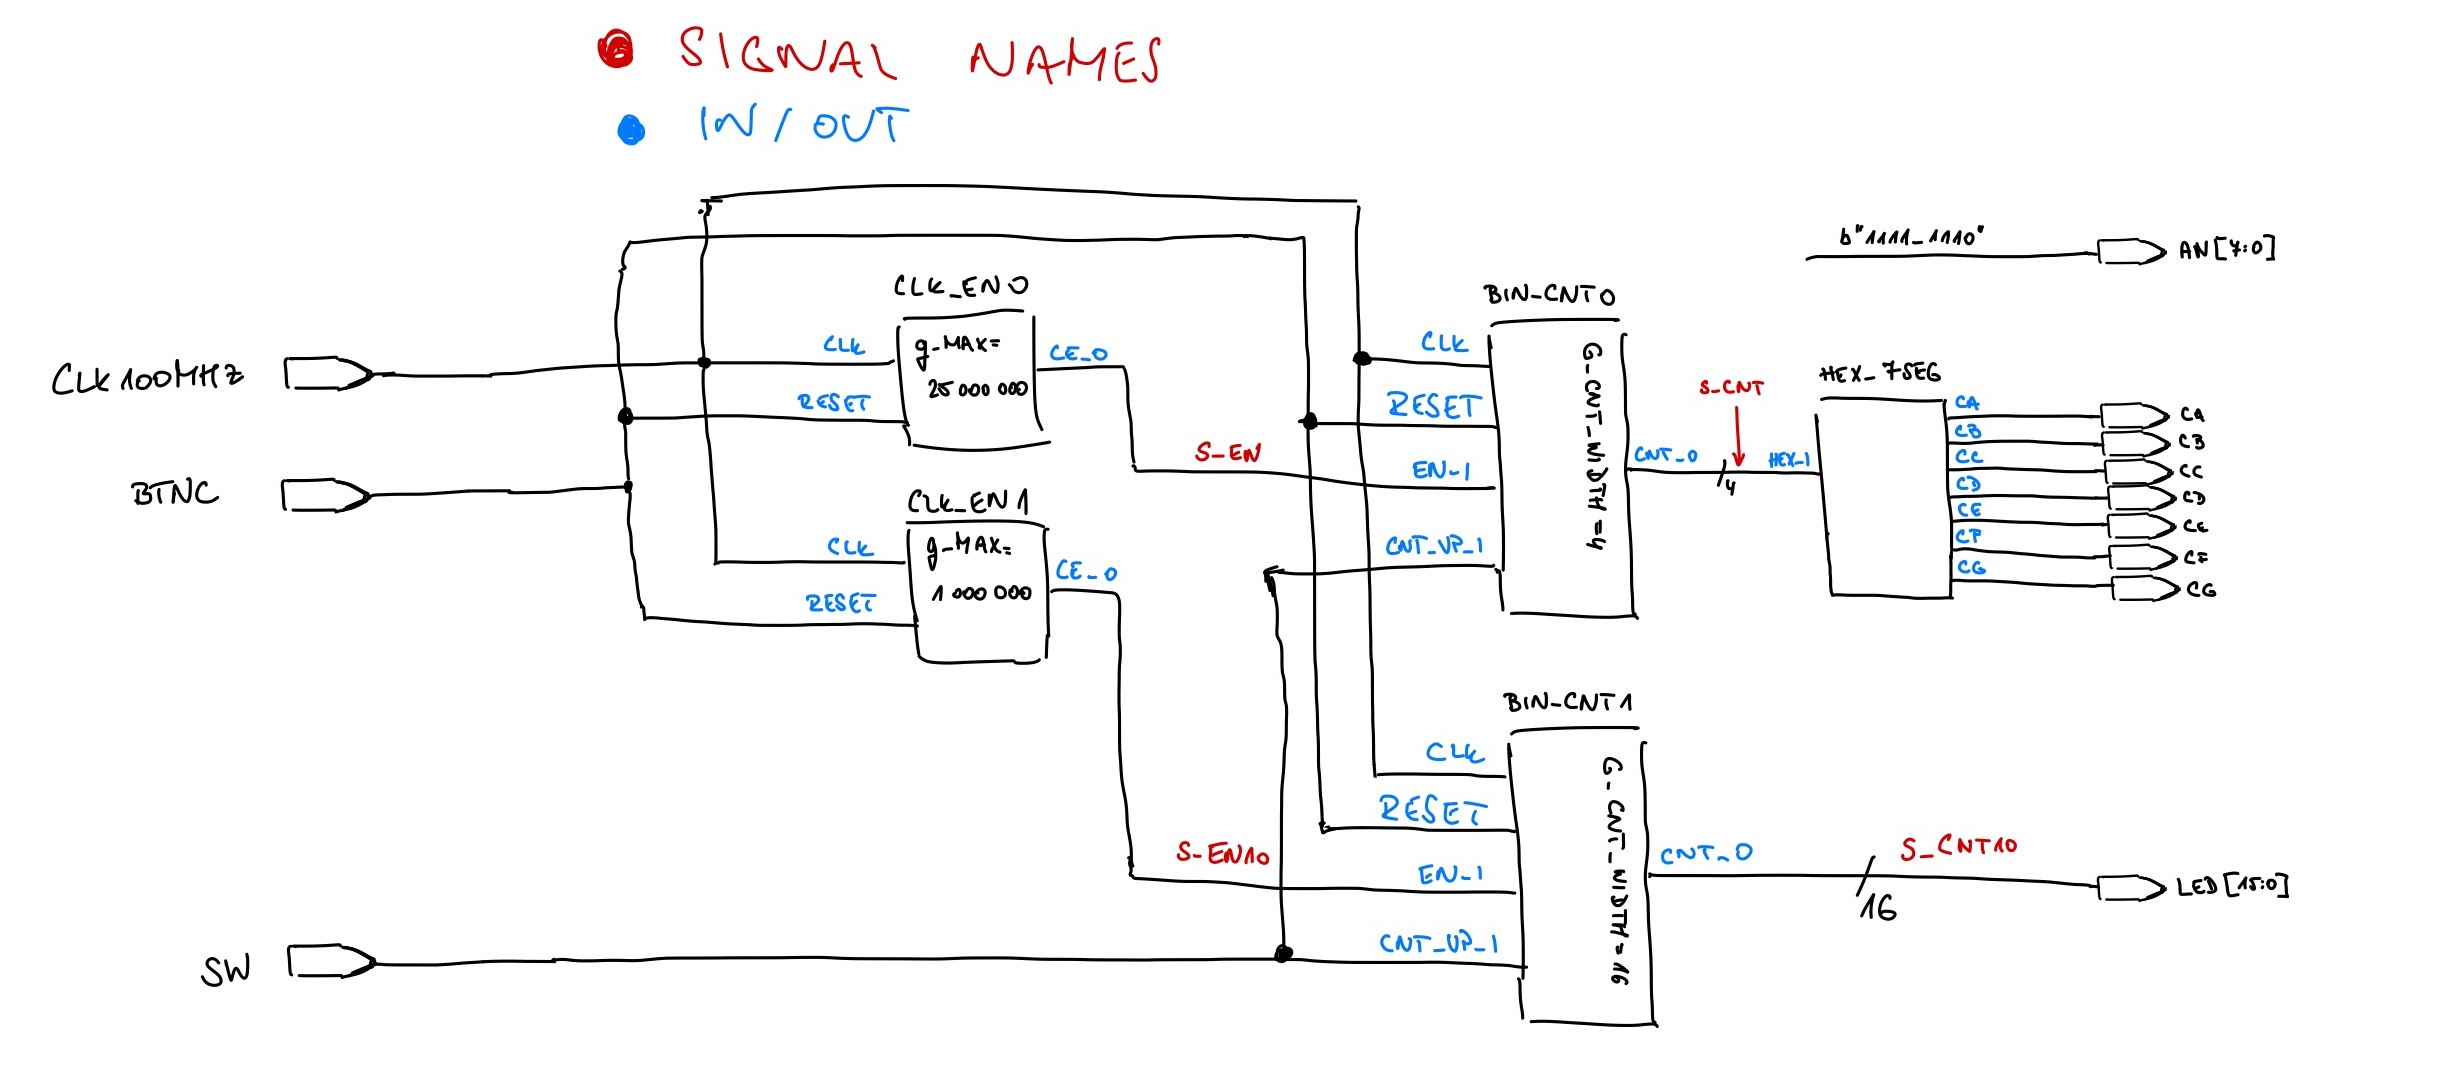 SIGNAL NAMES
IN/OUT
b"1111_1110"
AN[7:0]
CLK_EN0
g_MAX=
25 000 000
CLK
RESET
CE_O
CLK100MHZ
BTNC
CLK_EN1
g_MAX=
1 000 000
CLK
RESET
CE_O
S_EN
BIN_CNT0
CLK
RESET
EN_I
CNT_UP_I
G_CNT_WIDTH=4
CNT_O
S_CNT
4
HEX_I
HEX_7SEG
CA
CB
CC
CD
CE
CF
CG
CA
CB
CC
CD
CE
CF
CG
BIN_CNT1
CLK
RESET
EN_I
CNT_UP_I
G_CNT_WIDTH=16
S_EN10
SW
CNT_O
S_CNT10
16
LED[15:0]